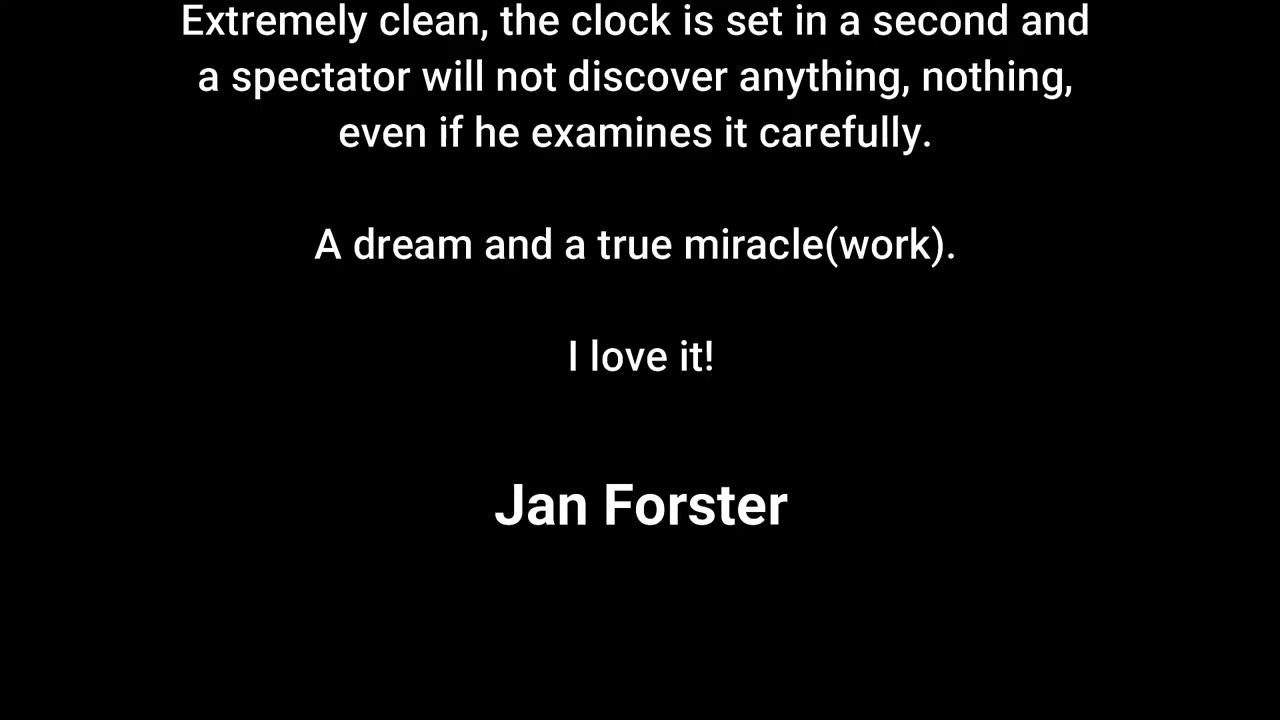 Extremely clean, the clock is set in a second and
a spectator will not discover anything, nothing,
even if he examines it carefully.
A dream and a true miracle(work).
I love it!
Jan Forster